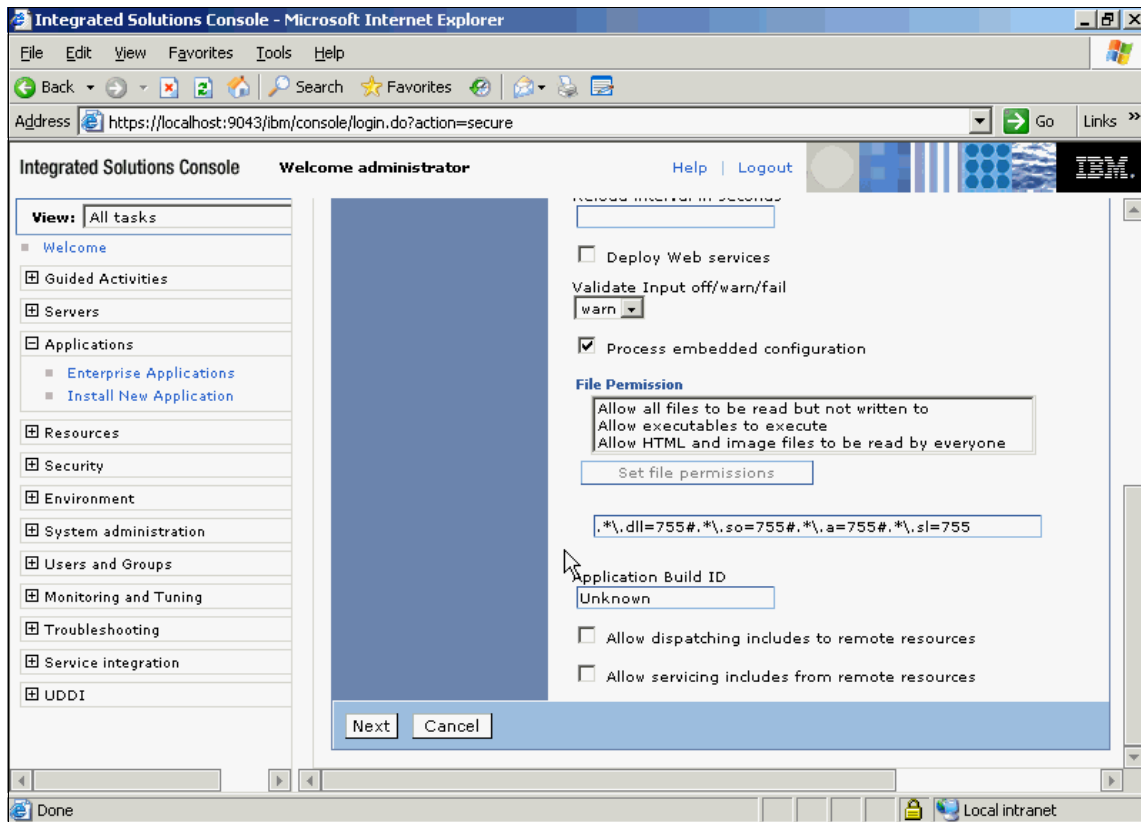 Integrated Solutions Console - Microsoft Internet Explorer
File Edit View Favorites Tools Help
Back Search Favorites
Address https://localhost:9043/ibm/console/login.do?action=secure Go Links »
Integrated Solutions Console Welcome administrator Help | Logout IBM.
View: All tasks
Welcome
Guided Activities
Servers
Applications
Enterprise Applications
Install New Application
Resources
Security
Environment
System administration
Users and Groups
Monitoring and Tuning
Troubleshooting
Service integration
UDDI
Reload interval in seconds
Deploy Web services
Validate Input off/warn/fail
warn
Process embedded configuration
File Permission
Allow all files to be read but not written to
Allow executables to execute
Allow HTML and image files to be read by everyone
Set file permissions
.*\.dll=755#.*\.so=755#.*\.a=755#.*\.sl=755
Application Build ID
Unknown
Allow dispatching includes to remote resources
Allow servicing includes from remote resources
Next Cancel
Done Local intranet